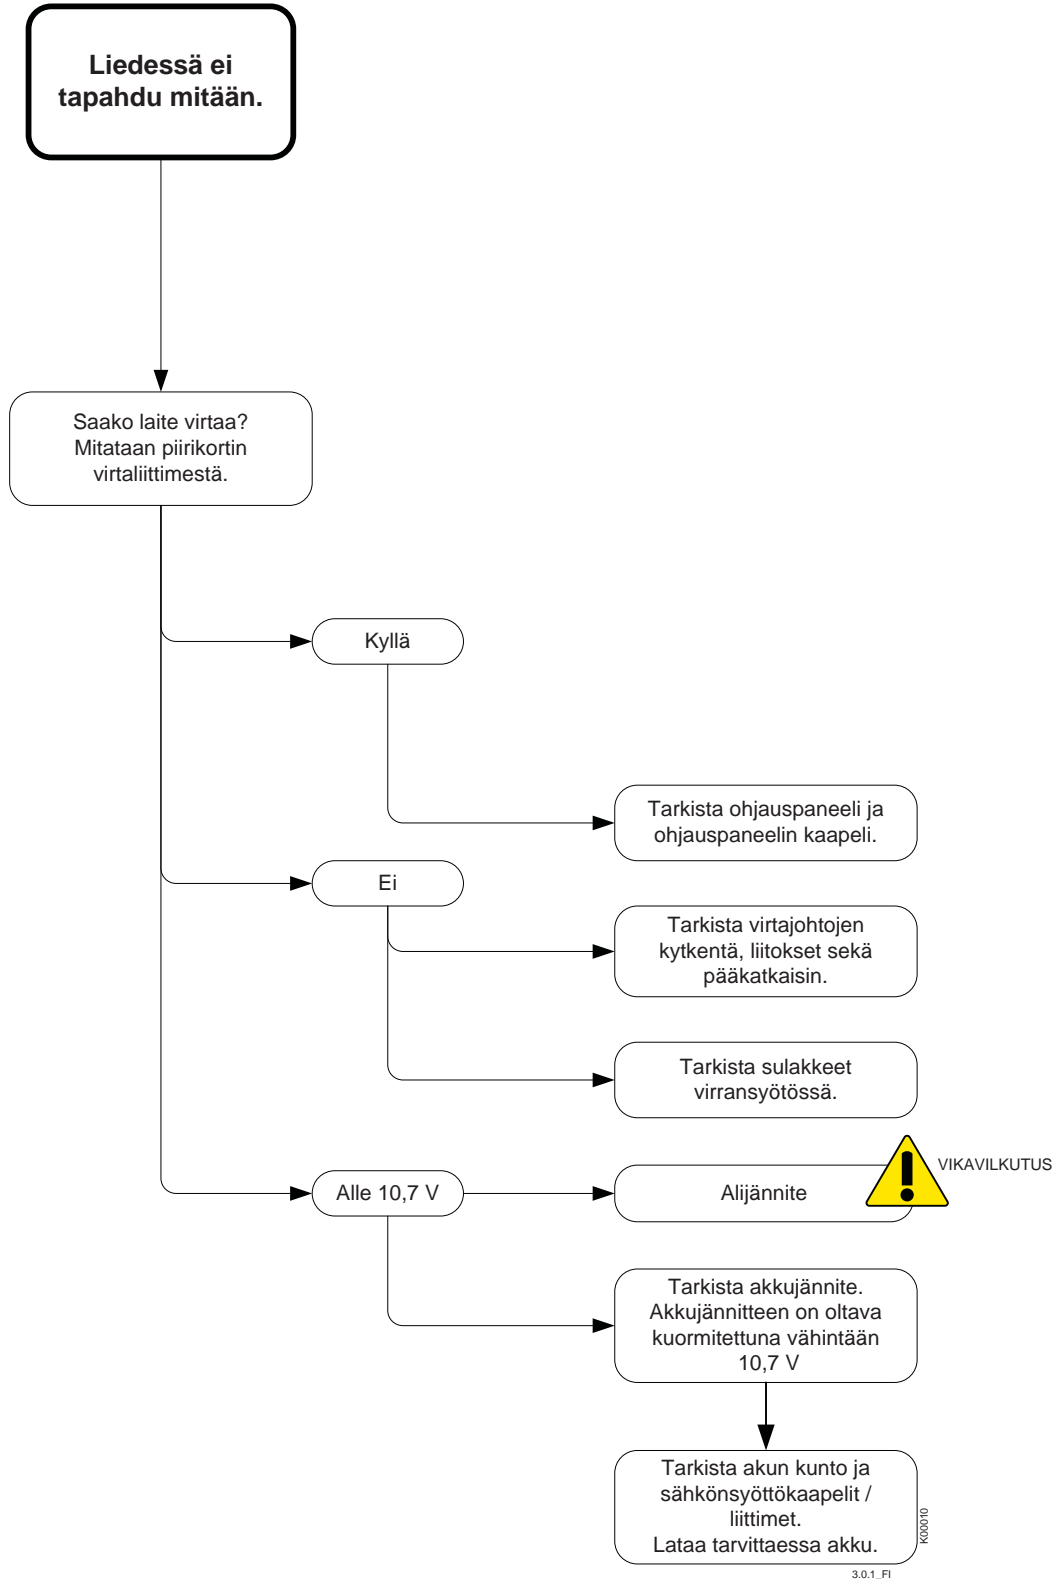 Liedessä ei
tapahdu mitään.
Saako laite virtaa?
Mitataan piirikortin
virtaliittimestä.
Kyllä
Tarkista ohjauspaneeli ja
ohjauspaneelin kaapeli.
Ei
Tarkista virtajohtojen
kytkentä, liitokset sekä
pääkatkaisin.
Tarkista sulakkeet
virransyötössä.
Alle 10,7 V
Alijännite
VIKAVILKUTUS
Tarkista akkujännite.
Akkujännitteen on oltava
kuormitettuna vähintään
10,7 V
Tarkista akun kunto ja
sähkönsyöttökaapelit /
liittimet.
Lataa tarvittaessa akku.
K00010
3.0.1_FI